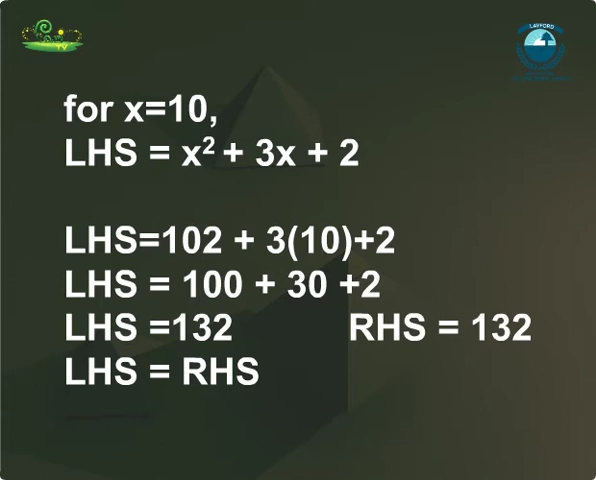 LAFFORD
for x=10,
LHS = x² + 3x + 2
LHS=102 + 3(10)+2
LHS = 100 + 30 +2
LHS =132 RHS = 132
LHS = RHS